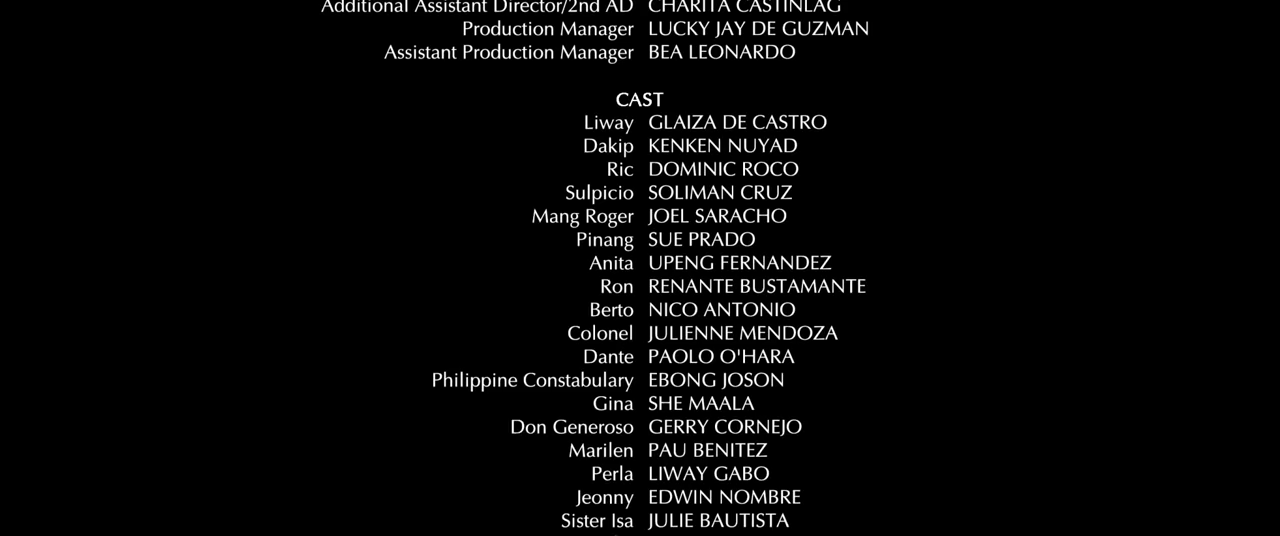 Additional Assistant Director/2nd AD CHARITA CASTINLAG
Production Manager LUCKY JAY DE GUZMAN
Assistant Production Manager BEA LEONARDO
CAST
Liway GLAIZA DE CASTRO
Dakip KENKEN NUYAD
Ric DOMINIC ROCO
Sulpicio SOLIMAN CRUZ
Mang Roger JOEL SARACHO
Pinang SUE PRADO
Anita UPENG FERNANDEZ
Ron RENANTE BUSTAMANTE
Berto NICO ANTONIO
Colonel JULIENNE MENDOZA
Dante PAOLO O'HARA
Philippine Constabulary EBONG JOSON
Gina SHE MAALA
Don Generoso GERRY CORNEJO
Marilen PAU BENITEZ
Perla LIWAY GABO
Jeonny EDWIN NOMBRE
Sister Isa JULIE BAUTISTA